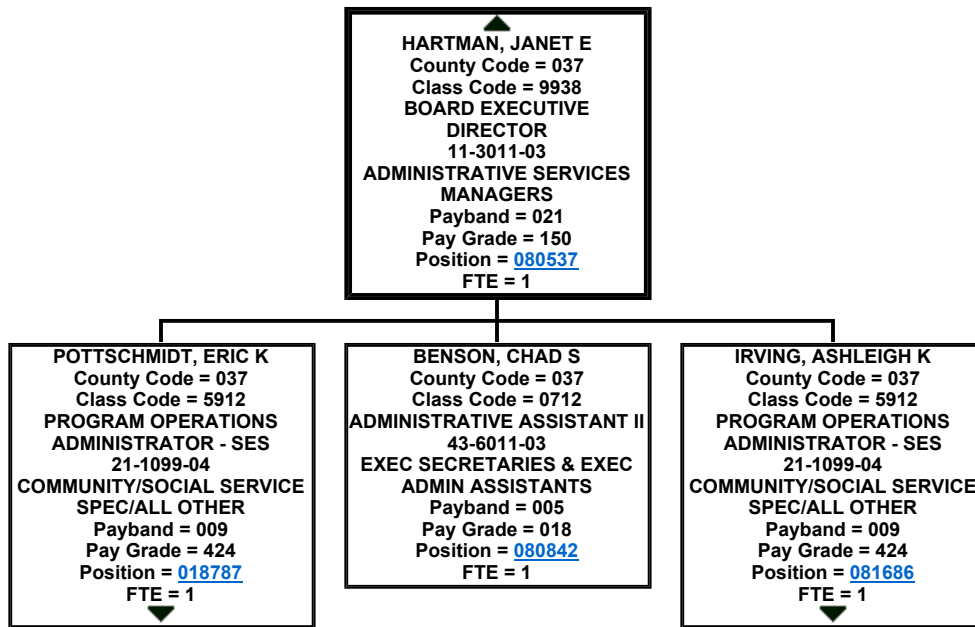 HARTMAN, JANET E
County Code = 037
Class Code = 9938
BOARD EXECUTIVE
DIRECTOR
11-3011-03
ADMINISTRATIVE SERVICES
MANAGERS
Payband = 021
Pay Grade = 150
Position = 080537
FTE = 1
POTTSCHMIDT, ERIC K
County Code = 037
Class Code = 5912
PROGRAM OPERATIONS
ADMINISTRATOR - SES
21-1099-04
COMMUNITY/SOCIAL SERVICE
SPEC/ALL OTHER
Payband = 009
Pay Grade = 424
Position = 018787
FTE = 1
BENSON, CHAD S
County Code = 037
Class Code = 0712
ADMINISTRATIVE ASSISTANT II
43-6011-03
EXEC SECRETARIES & EXEC
ADMIN ASSISTANTS
Payband = 005
Pay Grade = 018
Position = 080842
FTE = 1
IRVING, ASHLEIGH K
County Code = 037
Class Code = 5912
PROGRAM OPERATIONS
ADMINISTRATOR - SES
21-1099-04
COMMUNITY/SOCIAL SERVICE
SPEC/ALL OTHER
Payband = 009
Pay Grade = 424
Position = 081686
FTE = 1